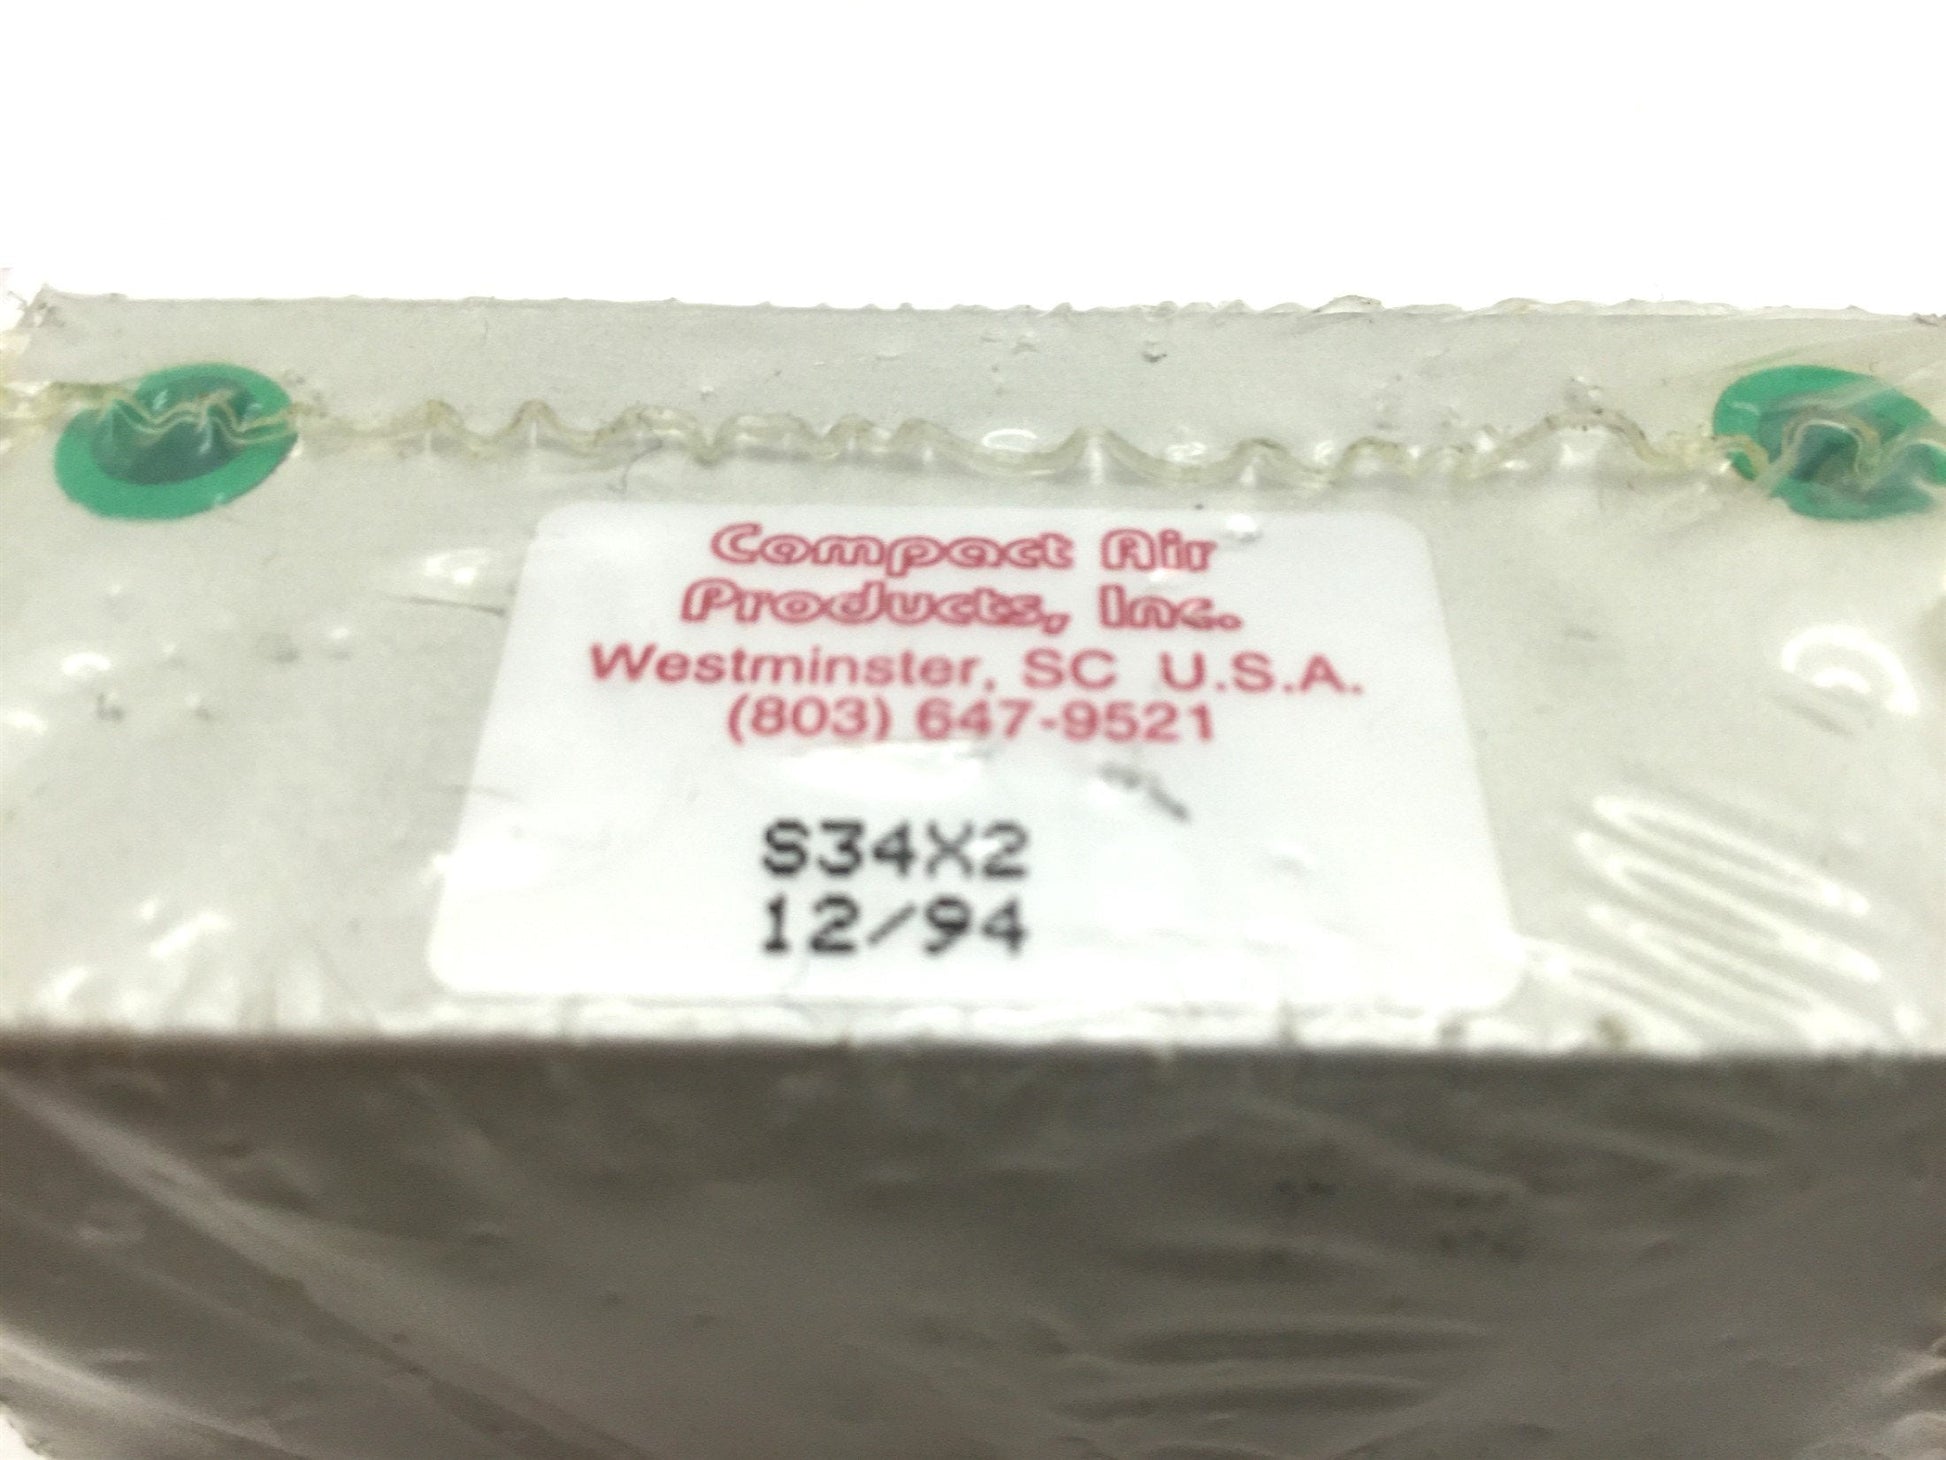 Compact Air
Products, Inc.
Westminster, SC U.S.A.
(803) 647-9521
S34X2
12/94